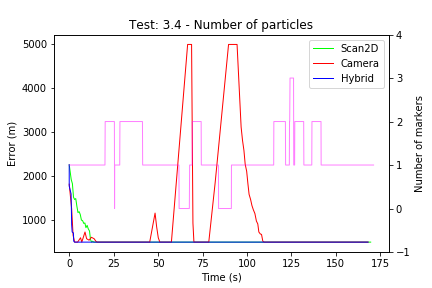 Test: 3.4 - Number of particles
Error (m)
5000
4000
3000
2000
1000
Scan2D
Camera
Hybrid
4
3
2
1
0
−1
Number of markers
0
25
50
75
100
125
150
175
Time (s)